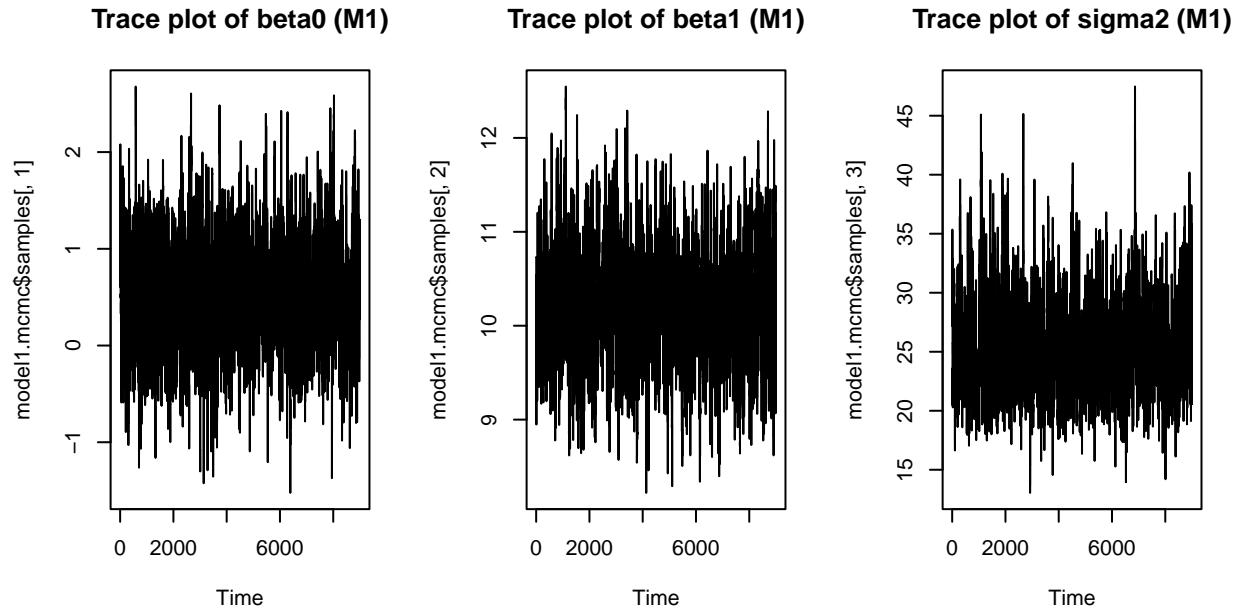 Trace plot of beta0 (M1)
model1.mcmc$samples[, 1]
2
1
0
−1
0 2000 6000
Time
Trace plot of beta1 (M1)
model1.mcmc$samples[, 2]
12
11
10
9
0 2000 6000
Time
Trace plot of sigma2 (M1)
model1.mcmc$samples[, 3]
45
40
35
30
25
20
15
0 2000 6000
Time